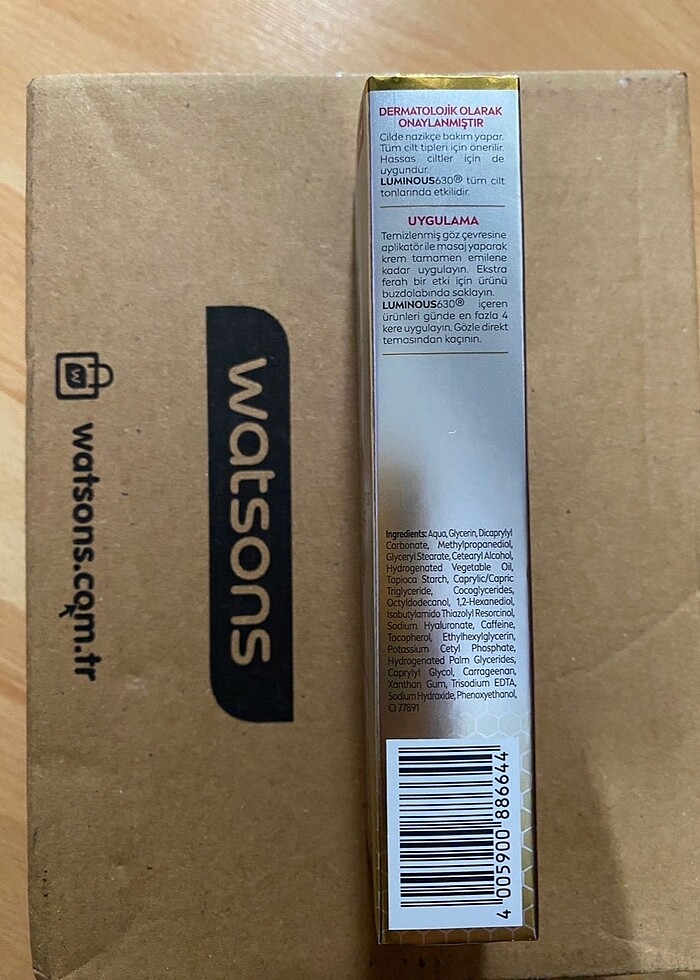 DERMATOLOJİK OLARAK
ONAYLANMIŞTIR
Cilde nazikçe bakım yapar.
Tüm cilt tipleri için önerilir.
Hassas ciltler için de
uygundur.
LUMINOUS630® tüm cilt
tonlarında etkilidir.
UYGULAMA
Temizlenmiş göz çevresine
aplikatör ile masaj yaparak
krem tamamen emilene
kadar uygulayın. Ekstra
ferah bir etki için ürünü
buzdolabında saklayın.
LUMINOUS630® içeren
ürünleri günde en fazla 4
kere uygulayın. Gözle direkt
temasından kaçının.
Ingredients: Aqua, Glycerin, Dicaprylyl
Carbonate, Methylpropanediol,
Glyceryl Stearate, Cetearyl Alcohol,
Hydrogenated Vegetable Oil,
Tapioca Starch, Caprylic/Capric
Triglyceride, Cocoglycerides,
Octyldodecanol, 1,2-Hexanediol,
Isobutylamido Thiazolyl Resorcinol,
Sodium Hyaluronate, Caffeine,
Tocopherol, Ethylhexylglycerin,
Potassium Cetyl Phosphate,
Hydrogenated Palm Glycerides,
Caprylyl Glycol, Carrageenan,
Xanthan Gum, Trisodium EDTA,
Sodium Hydroxide, Phenoxyethanol,
CI 77891
4 005900 886644
watsons
w
watsons.com.tr